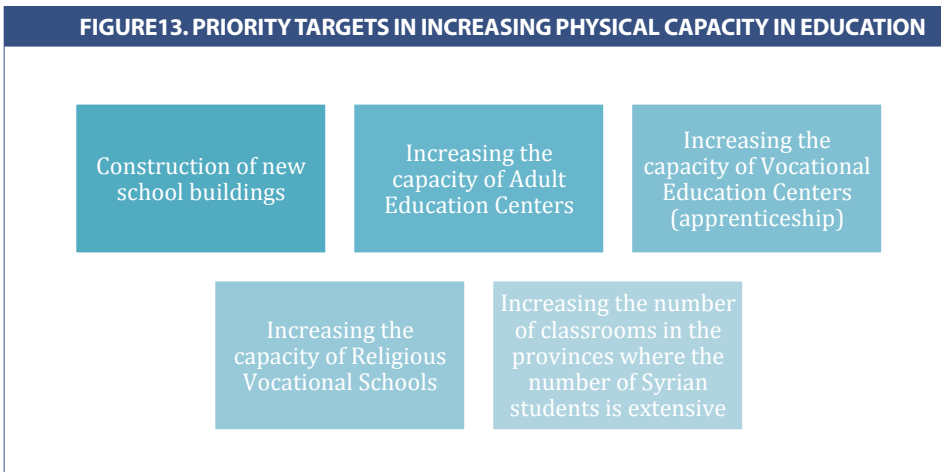 FIGURE13. PRIORITY TARGETS IN INCREASING PHYSICAL CAPACITY IN EDUCATION
Construction of new
school buildings
Increasing the
capacity of Adult
Education Centers
Increasing the
capacity of Vocational
Education Centers
(apprenticeship)
Increasing the
capacity of Religious
Vocational Schools
Increasing the number
of classrooms in the
provinces where the
number of Syrian
students is extensive